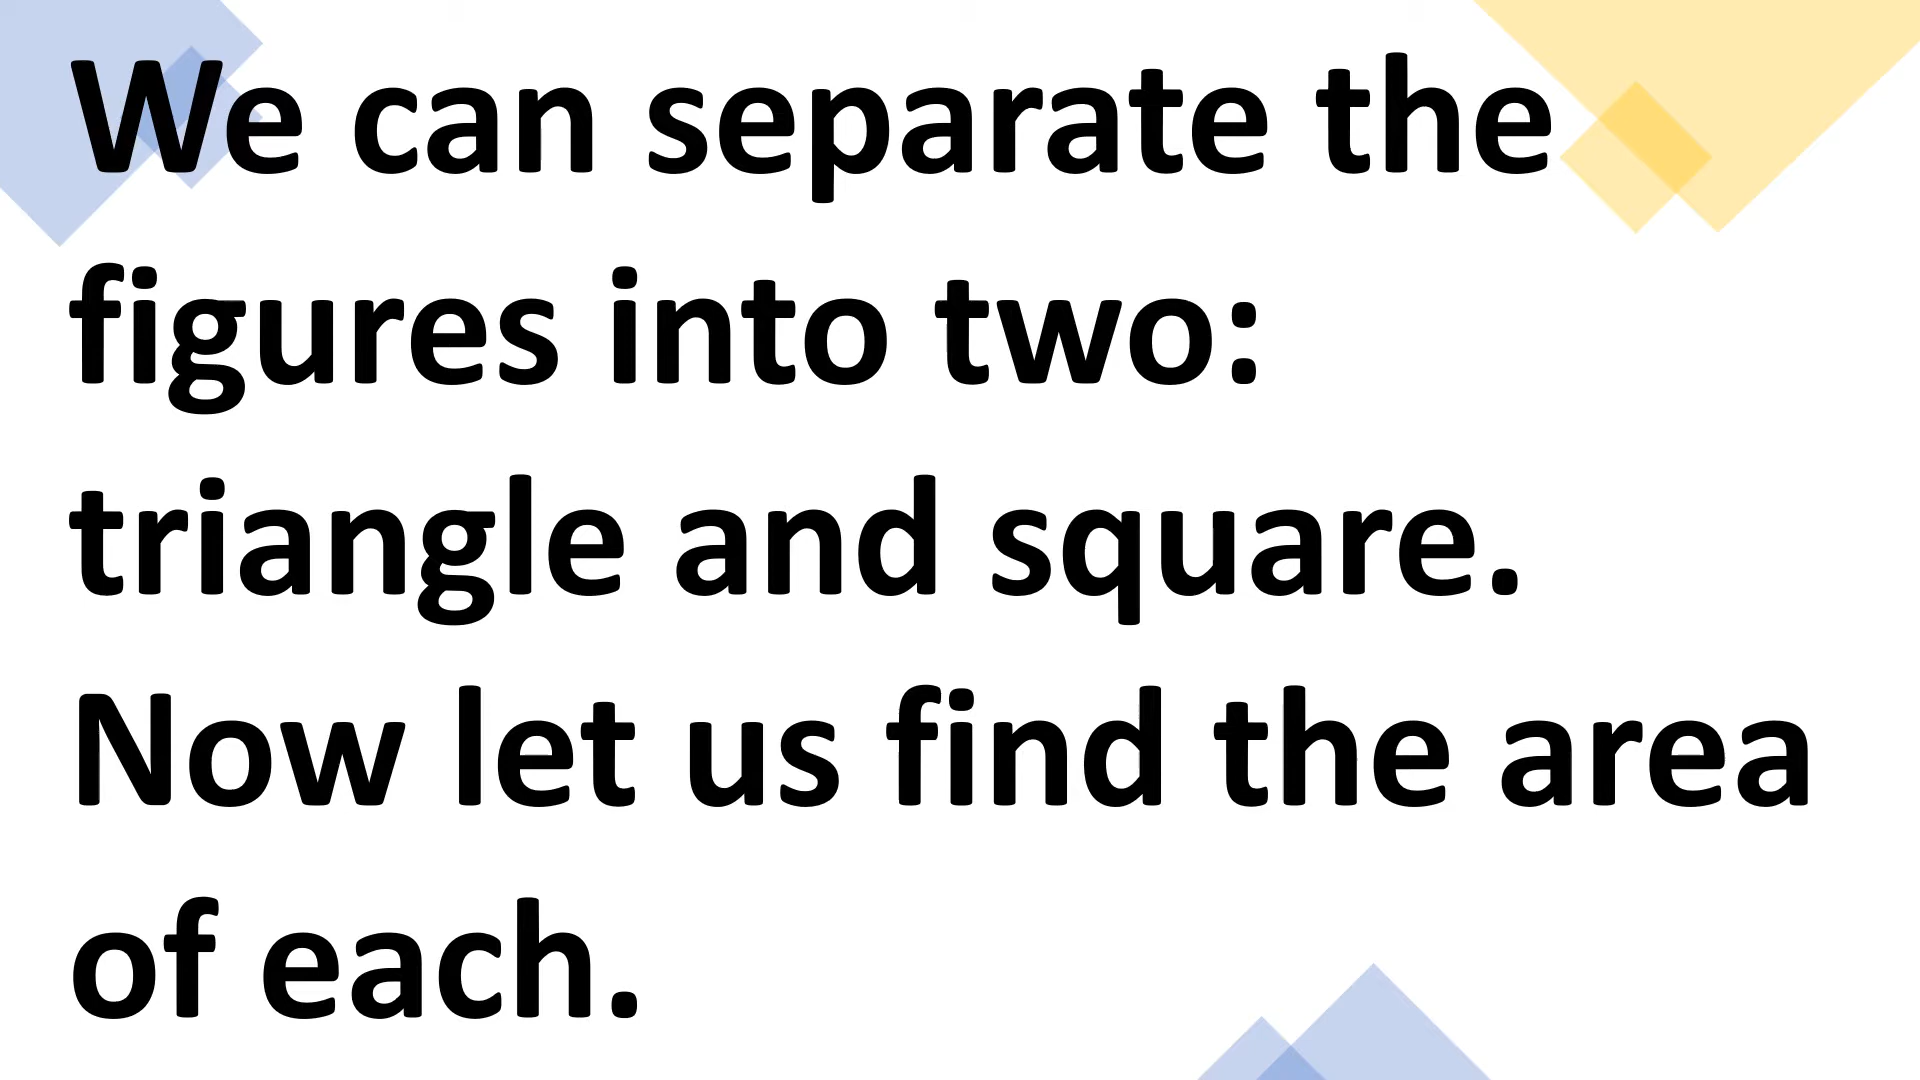 We can separate the
figures into two:
triangle and square.
Now let us find the area
of each.